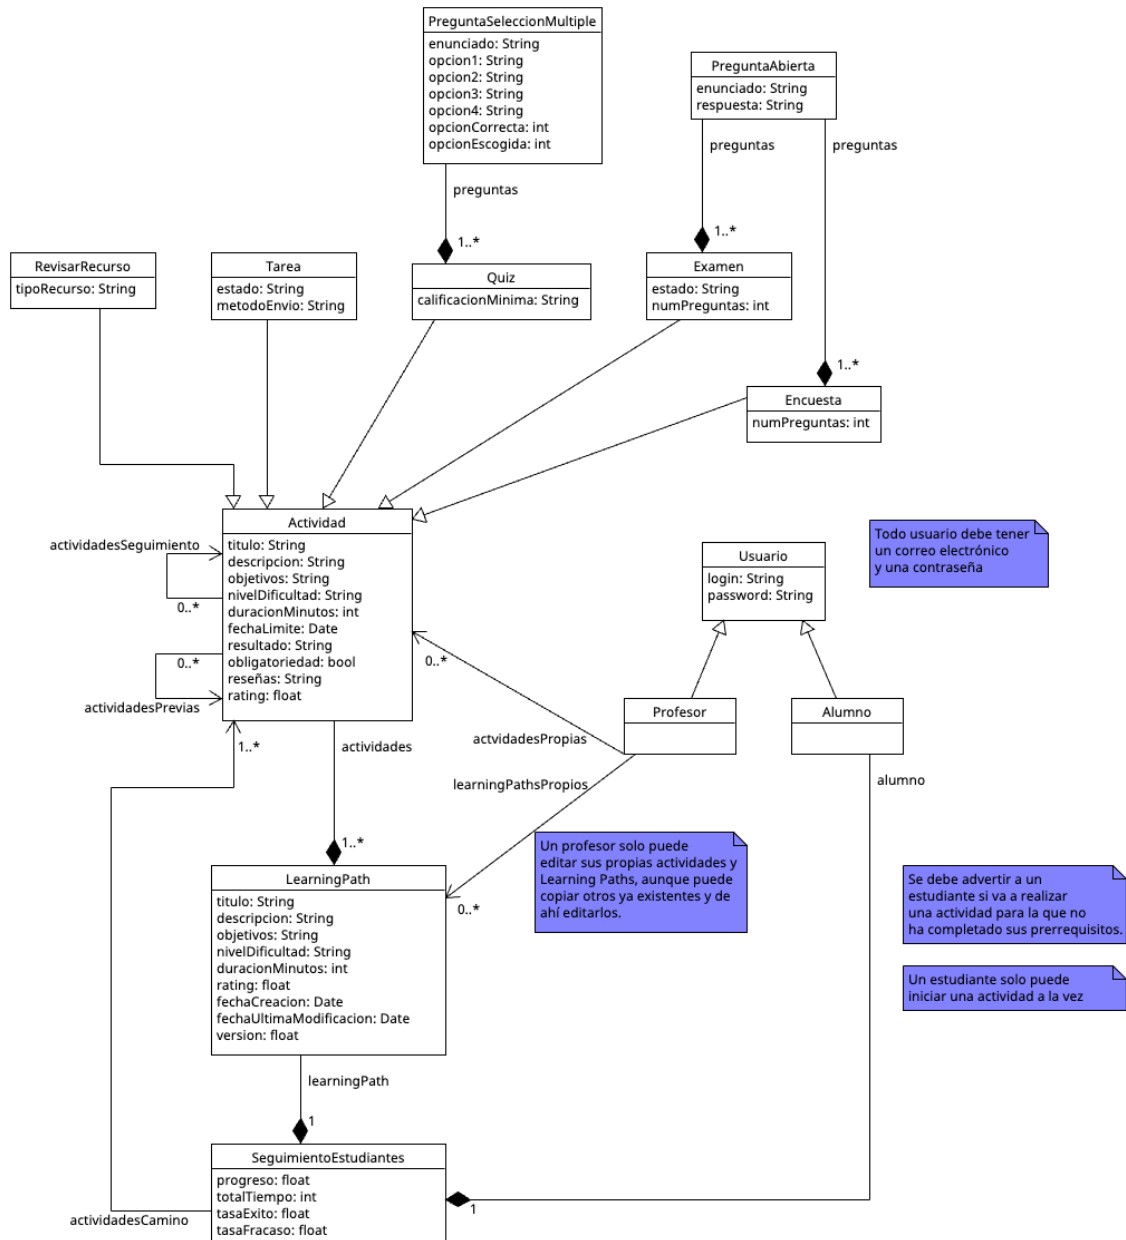 PreguntaSeleccionMultiple
enunciado: String
opcion1: String
opcion2: String
opcion3: String
opcion4: String
opcionCorrecta: int
opcionEscogida: int
PreguntaAbierta
enunciado: String
respuesta: String
preguntas
preguntas
preguntas
1..*
1..*
RevisarRecurso
tipoRecurso: String
Tarea
estado: String
metodoEnvio: String
Quiz
calificacionMinima: String
Examen
estado: String
numPreguntas: int
1..*
Encuesta
numPreguntas: int
Actividad
titulo: String
descripcion: String
objetivos: String
nivelDificultad: String
duracionMinutos: int
fechaLimite: Date
resultado: String
obligatoriedad: bool
reseñas: String
rating: float
actividadesSeguimiento
0..*
0..*
actividadesPrevias
Usuario
login: String
password: String
Todo usuario debe tener
un correo electrónico
y una contraseña
0..*
Profesor
Alumno
1..*
actividades
actvidadesPropias
learningPathsPropios
alumno
1..*
0..*
Un profesor solo puede
editar sus propias actividades y
Learning Paths, aunque puede
copiar otros ya existentes y de
ahí editarlos.
LearningPath
titulo: String
descripcion: String
objetivos: String
nivelDificultad: String
duracionMinutos: int
rating: float
fechaCreacion: Date
fechaUltimaModificacion: Date
version: float
Se debe advertir a un
estudiante si va a realizar
una actividad para la que no
ha completado sus prerrequisitos.
Un estudiante solo puede
iniciar una actividad a la vez
learningPath
1
SeguimientoEstudiantes
progreso: float
totalTiempo: int
tasaExito: float
tasaFracaso: float
1
actividadesCamino